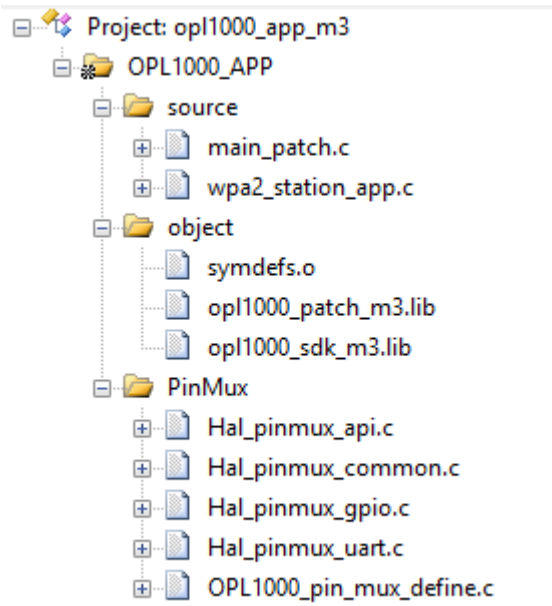 Project: opl1000_app_m3
OPL1000_APP
source
main_patch.c
wpa2_station_app.c
object
symdefs.o
opl1000_patch_m3.lib
opl1000_sdk_m3.lib
PinMux
Hal_pinmux_api.c
Hal_pinmux_common.c
Hal_pinmux_gpio.c
Hal_pinmux_uart.c
OPL1000_pin_mux_define.c